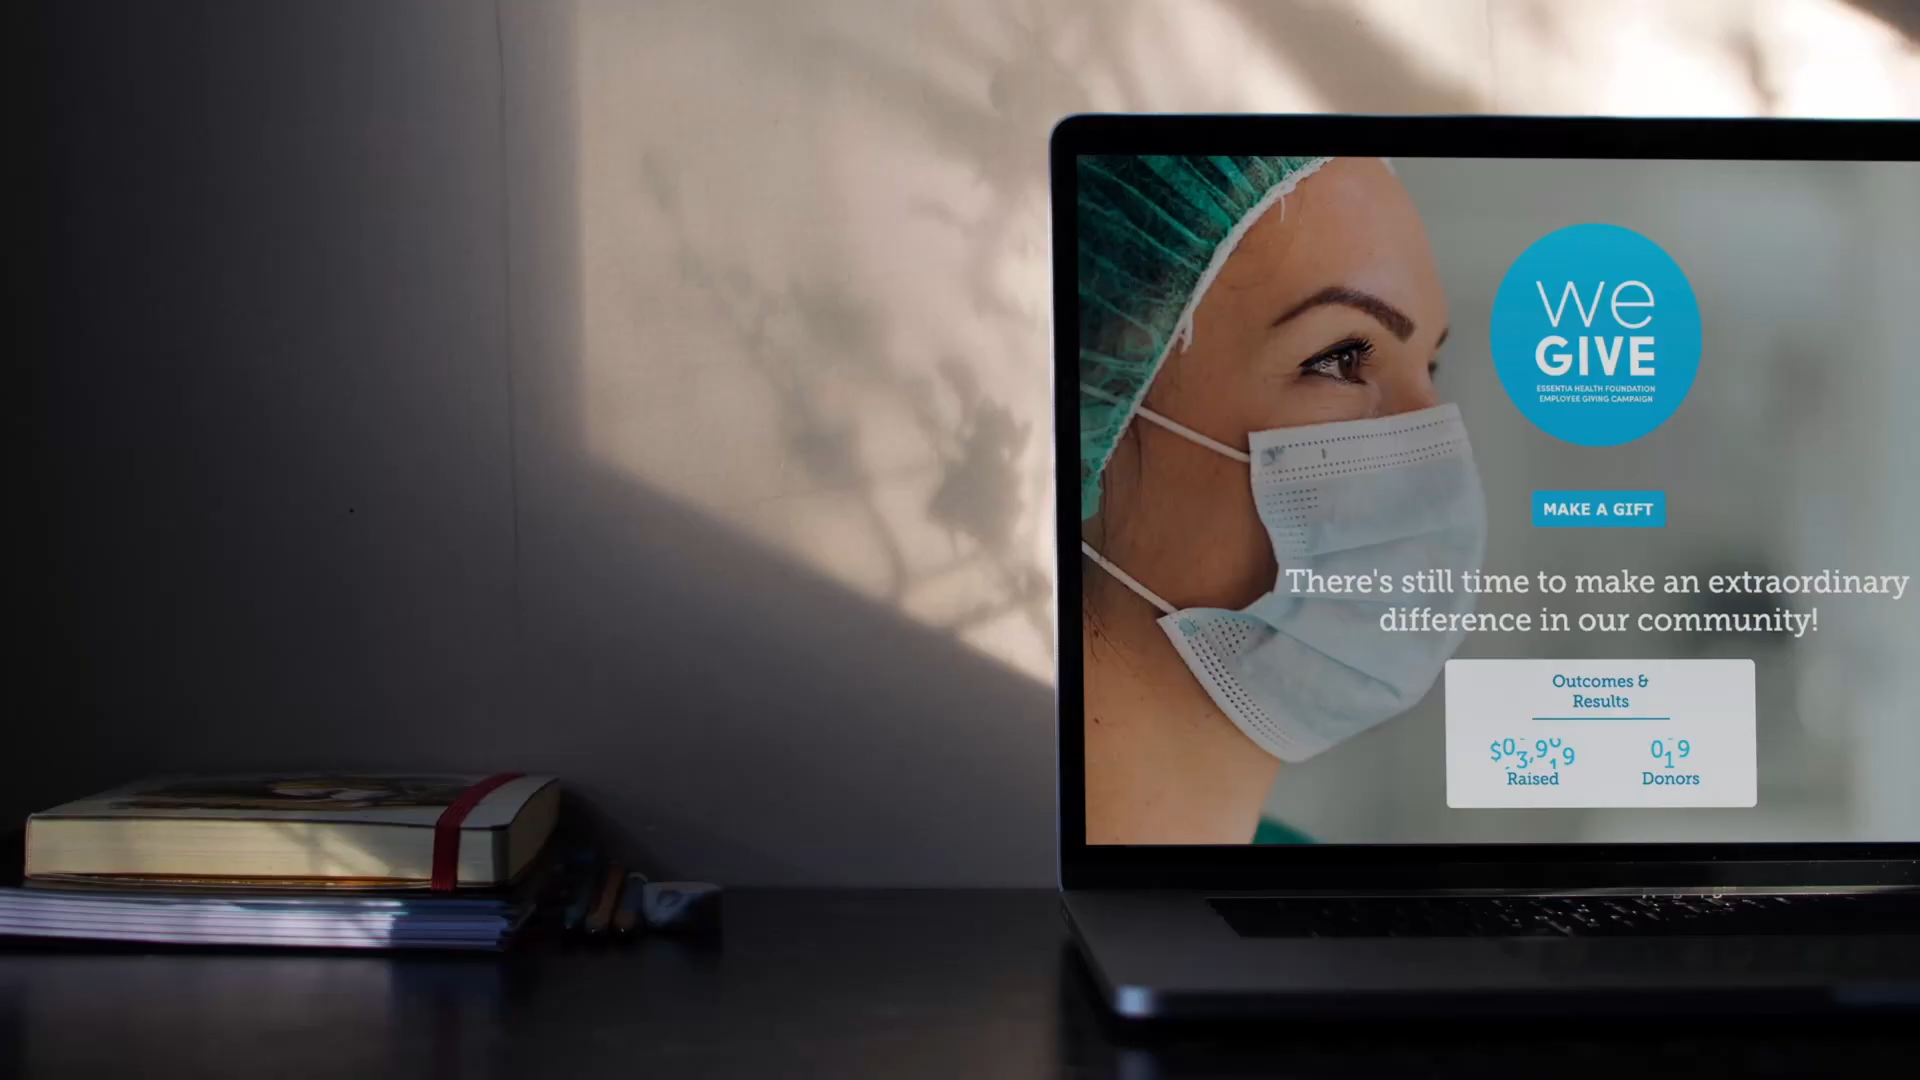 we
GIVE
ESSENTIA HEALTH FOUNDATION
EMPLOYEE GIVING CAMPAIGN
MAKE A GIFT
There's still time to make an extraordinary
difference in our community!
Outcomes &
Results
Raised
Donors